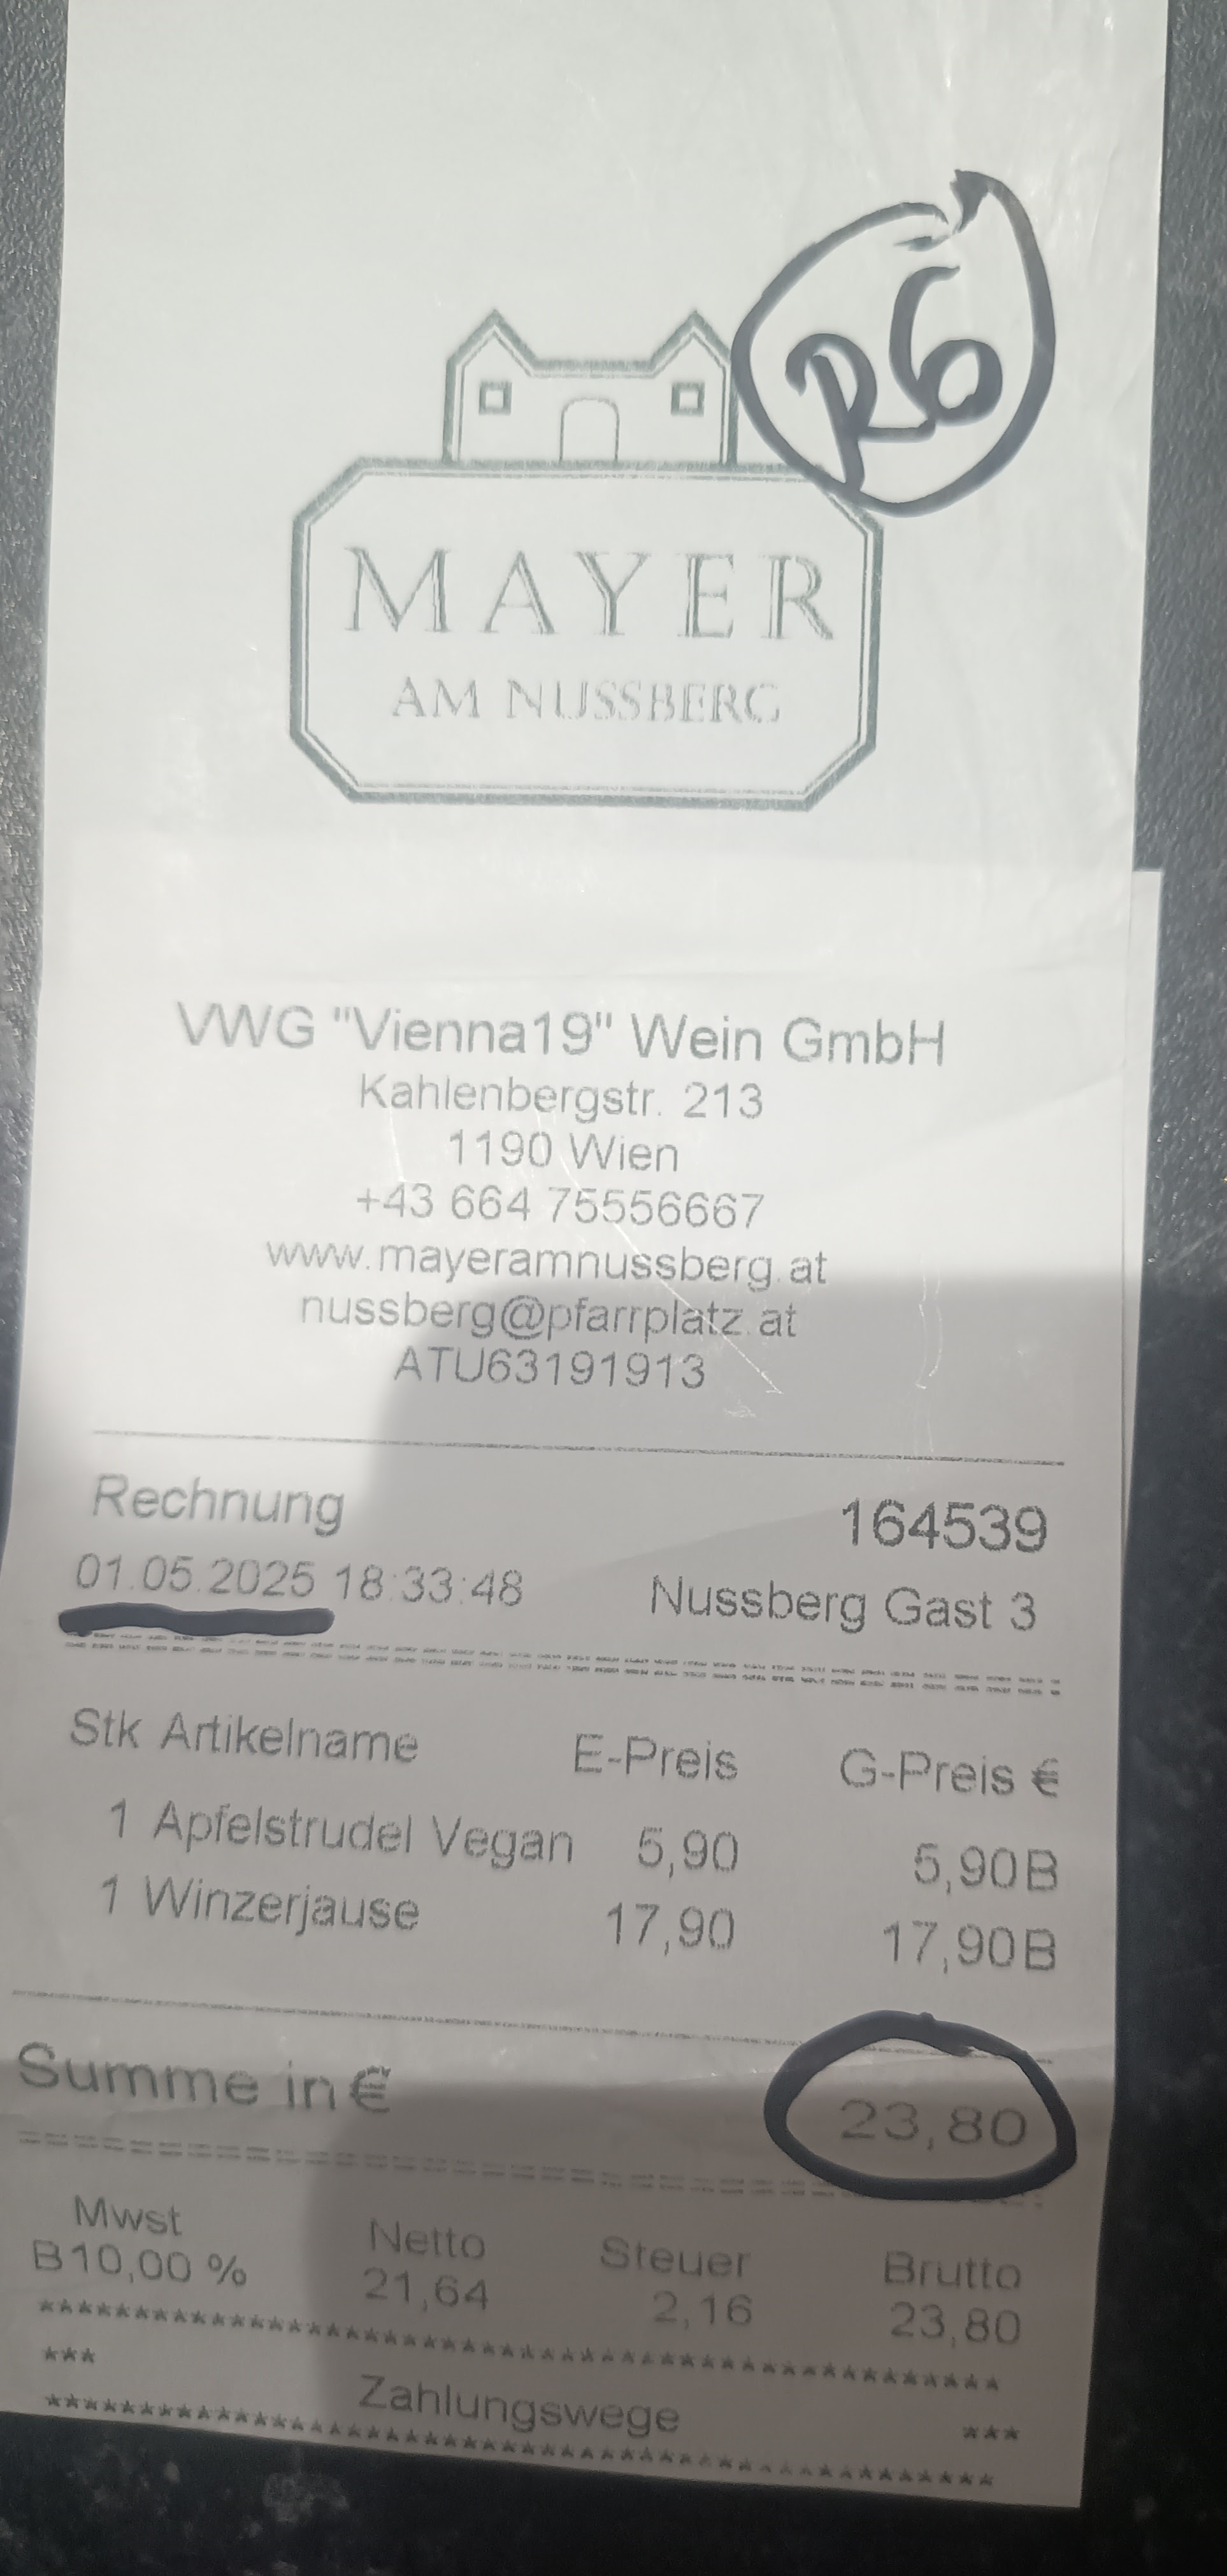 R6
MAYER
AM NUSSBERG
VWG "Vienna19" Wein GmbH
Kahlenbergstr. 213
1190 Wien
+43 664 75556667
www.mayeramnussberg.at
nussberg@pfarrplatz.at
ATU63191913
Rechnung 164539
01.05.2025 18:33:48 Nussberg Gast 3
Stk Artikelname E-Preis G-Preis €
1 Apfelstrudel Vegan 5,90 5,90B
1 Winzerjause 17,90 17,90B
Summe in € 23,80
Mwst Netto Steuer Brutto
B10,00 % 21,64 2,16 23,80
****************************************
*** Zahlungswege ***
****************************************